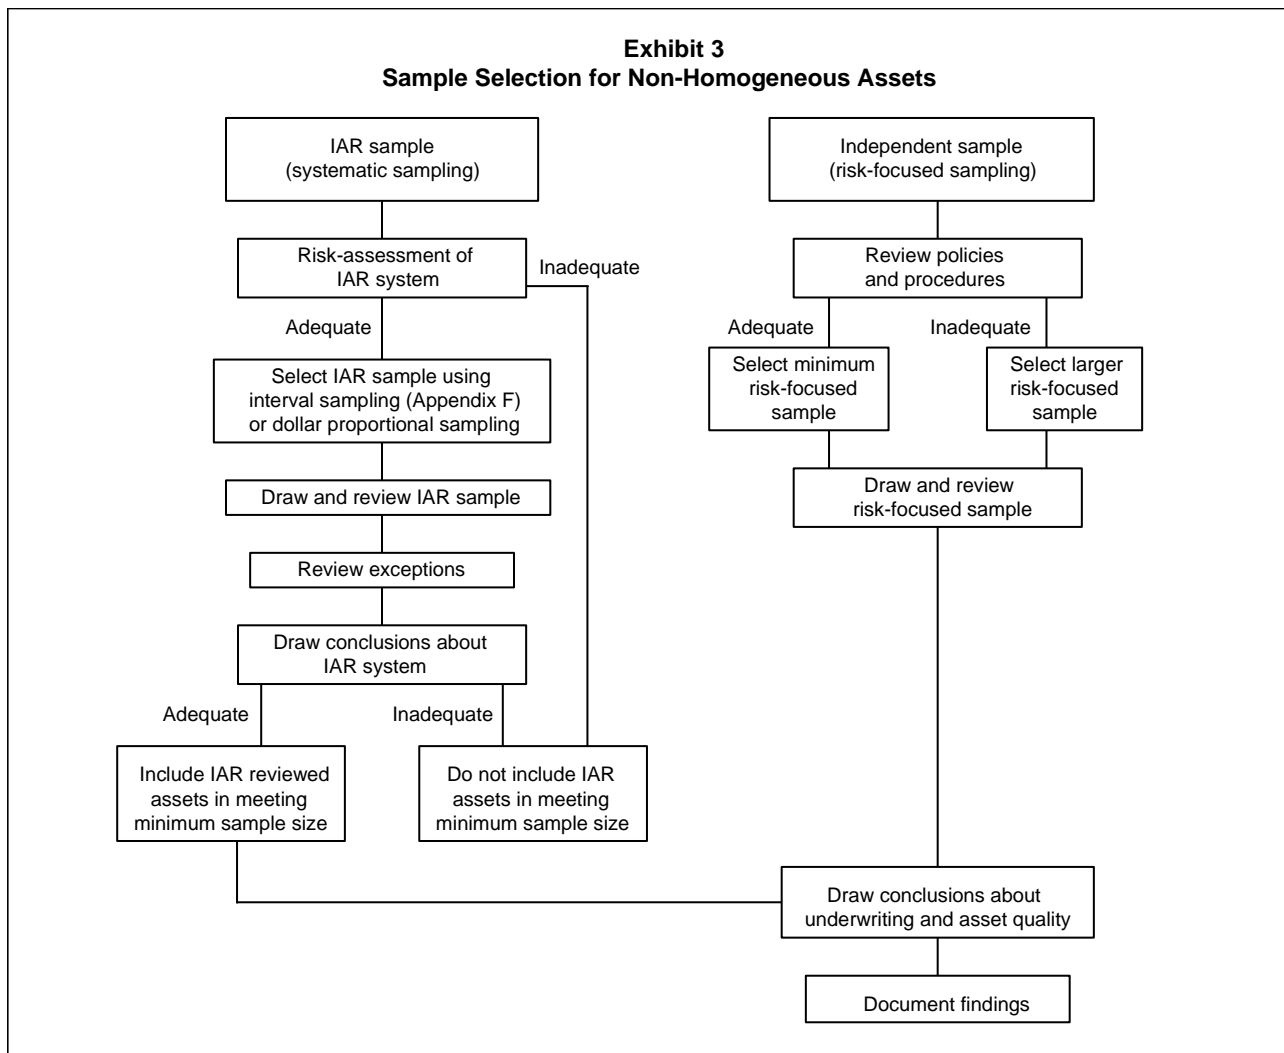 Exhibit 3
Sample Selection for Non-Homogeneous Assets
IAR sample
(systematic sampling)
Risk-assessment of
IAR system
Inadequate
Adequate
Select IAR sample using
interval sampling (Appendix F)
or dollar proportional sampling
Draw and review IAR sample
Review exceptions
Draw conclusions about
IAR system
Adequate
Inadequate
Include IAR reviewed
assets in meeting
minimum sample size
Do not include IAR
assets in meeting
minimum sample size
Independent sample
(risk-focused sampling)
Review policies
and procedures
Adequate
Inadequate
Select minimum
risk-focused
sample
Select larger
risk-focused
sample
Draw and review
risk-focused sample
Draw conclusions about
underwriting and asset quality
Document findings